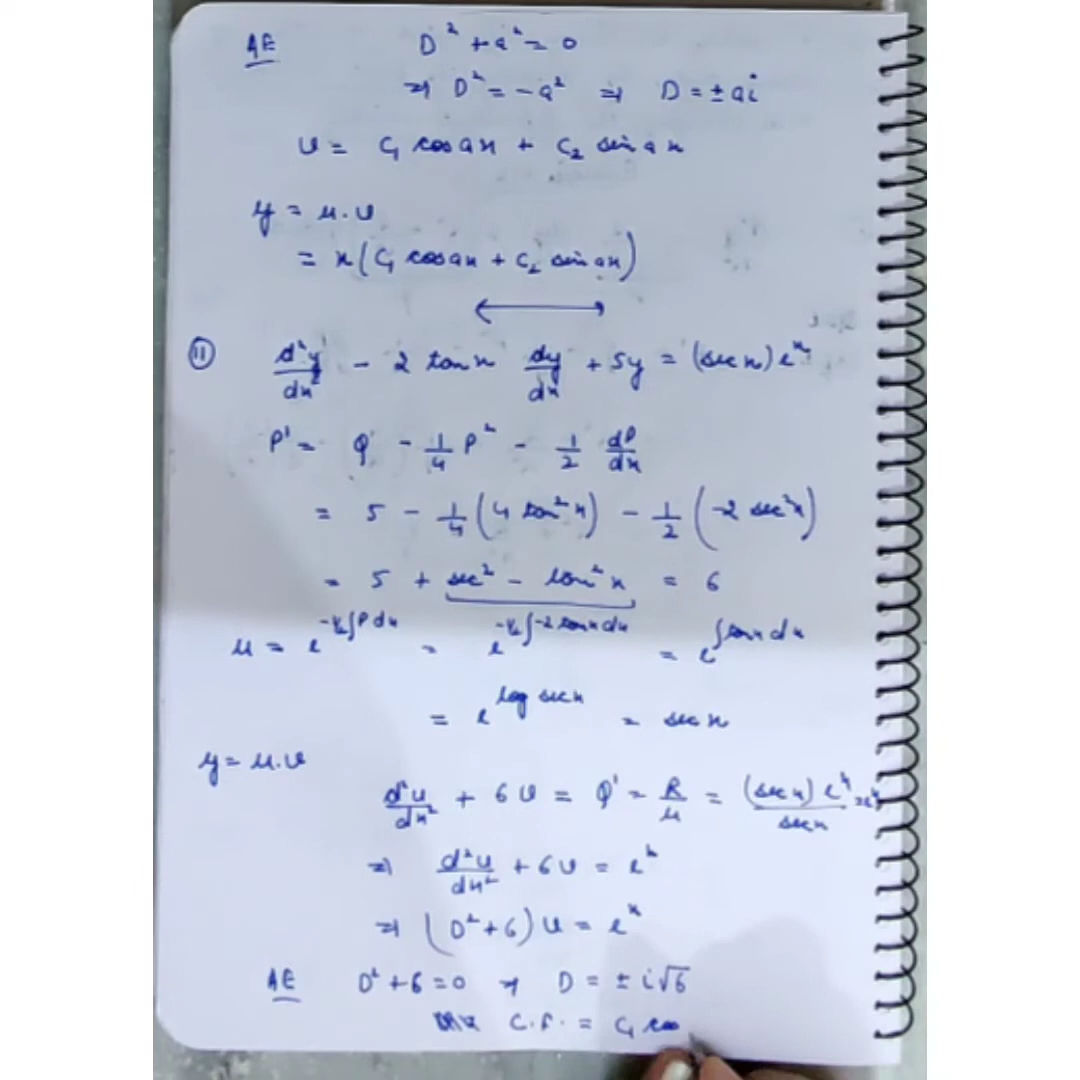 AE D² + a² = 0
⇒ D² = -a² ⇒ D = ± ai
v = C₁ cos ax + C₂ sin ax
y = u.v
= x (C₁ cos ax + C₂ sin ax)
⑪ d²y/dx² - 2 tan x dy/dx + 5y = (sec x) eˣ
P' = Q - 1/4 P² - 1/2 dP/dx
= 5 - 1/4 (4 tan² x) - 1/2 (-2 sec² x)
= 5 + sec² - tan² x = 6
u = e^(-½∫P dx) = e^(-½∫-2 tan x dx) = e^(∫tan x dx)
= e^(log sec x) = sec x
y = u.v
d²v/dx² + 6v = Q' = R/u = (sec x) eˣ / sec x = eˣ
⇒ d²v/dx² + 6v = eˣ
⇒ (D² + 6) v = eˣ
AE D² + 6 = 0 ⇒ D = ± i√6
C.F. = C₁ cos